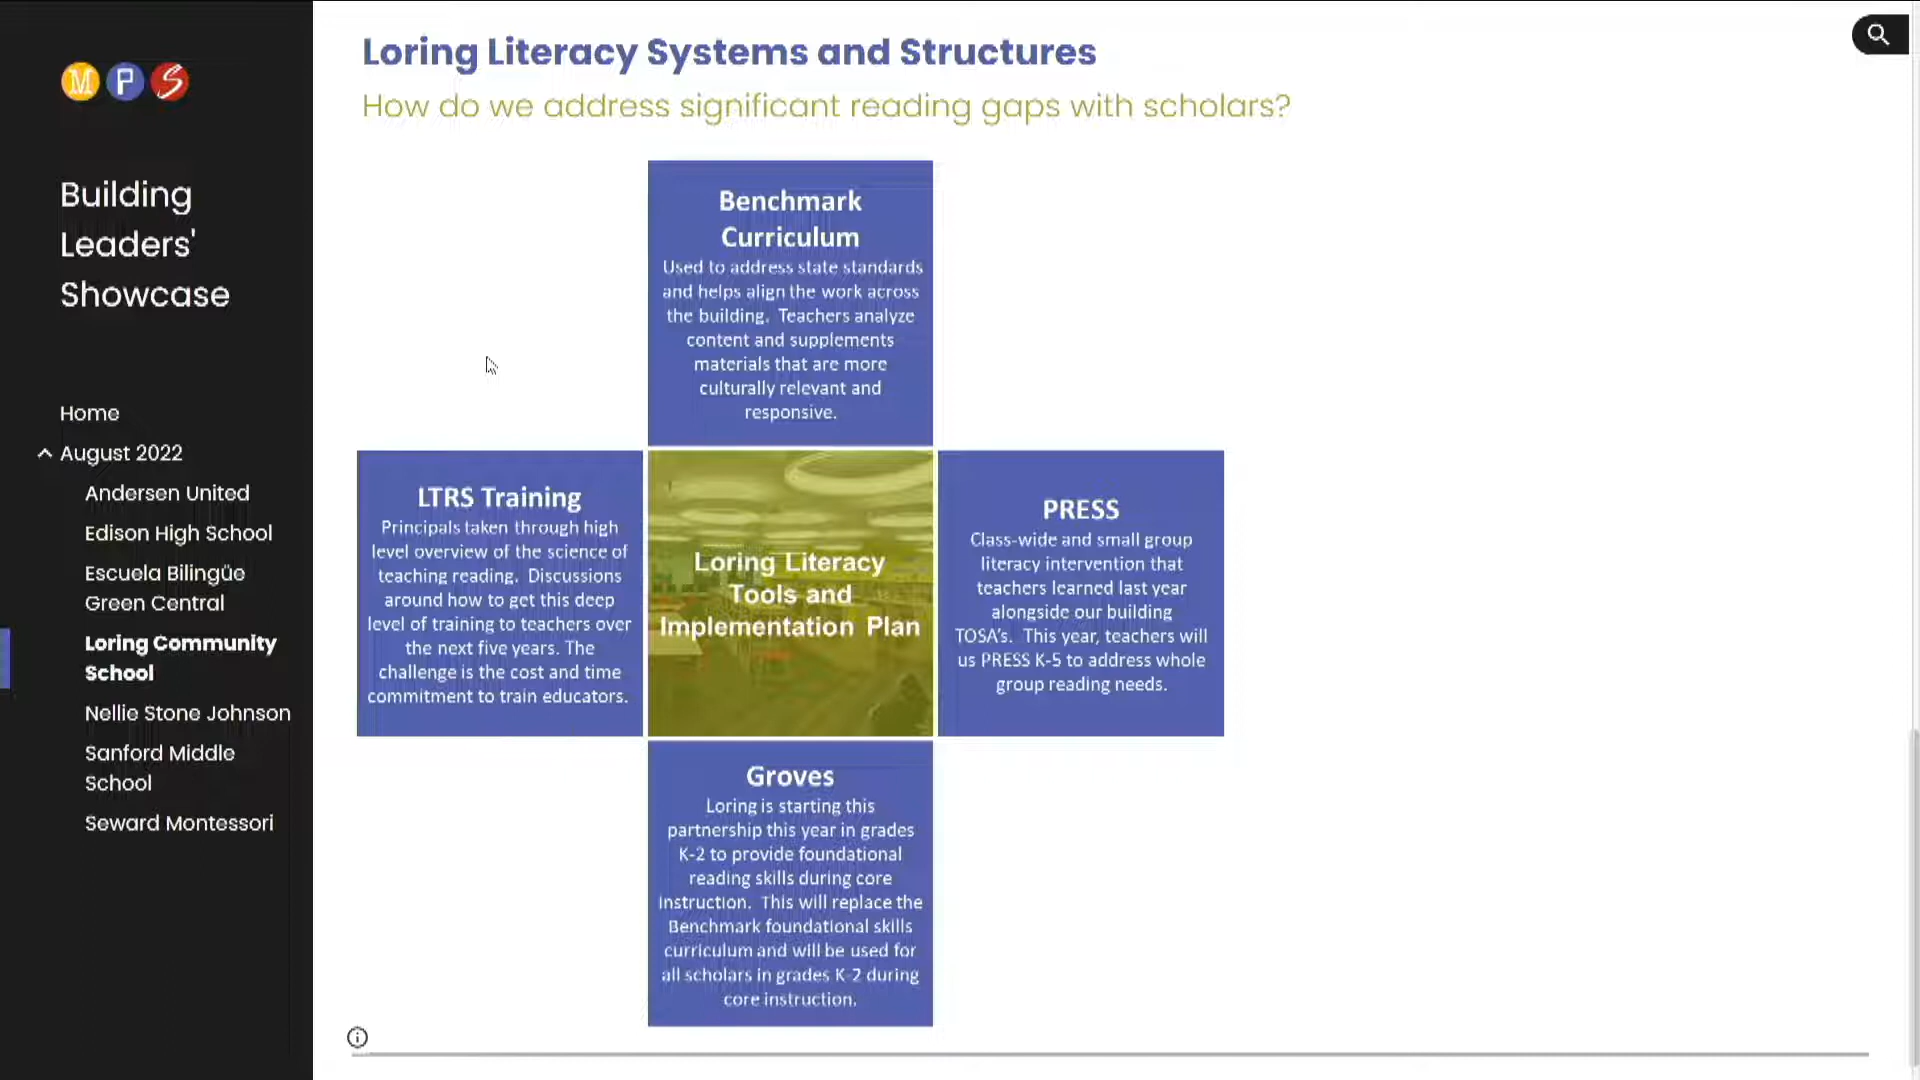 M P S
Building
Leaders'
Showcase
Home
August 2022
Andersen United
Edison High School
Escuela Bilingüe
Green Central
Loring Community
School
Nellie Stone Johnson
Sanford Middle
School
Seward Montessori
Loring Literacy Systems and Structures
How do we address significant reading gaps with scholars?
Benchmark
Curriculum
Used to address state standards
and helps align the work across
the building. Teachers analyze
content and supplements
materials that are more
culturally relevant and
responsive.
LTRS Training
Principals taken through high
level overview of the science of
teaching reading. Discussions
around how to get this deep
level of training to teachers over
the next five years. The
challenge is the cost and time
commitment to train educators.
Loring Literacy
Tools and
Implementation Plan
PRESS
Class-wide and small group
literacy intervention that
teachers learned last year
alongside our building
TOSA's. This year, teachers will
us PRESS K-5 to address whole
group reading needs.
Groves
Loring is starting this
partnership this year in grades
K-2 to provide foundational
reading skills during core
instruction. This will replace the
Benchmark foundational skills
curriculum and will be used for
all scholars in grades K-2 during
core instruction.